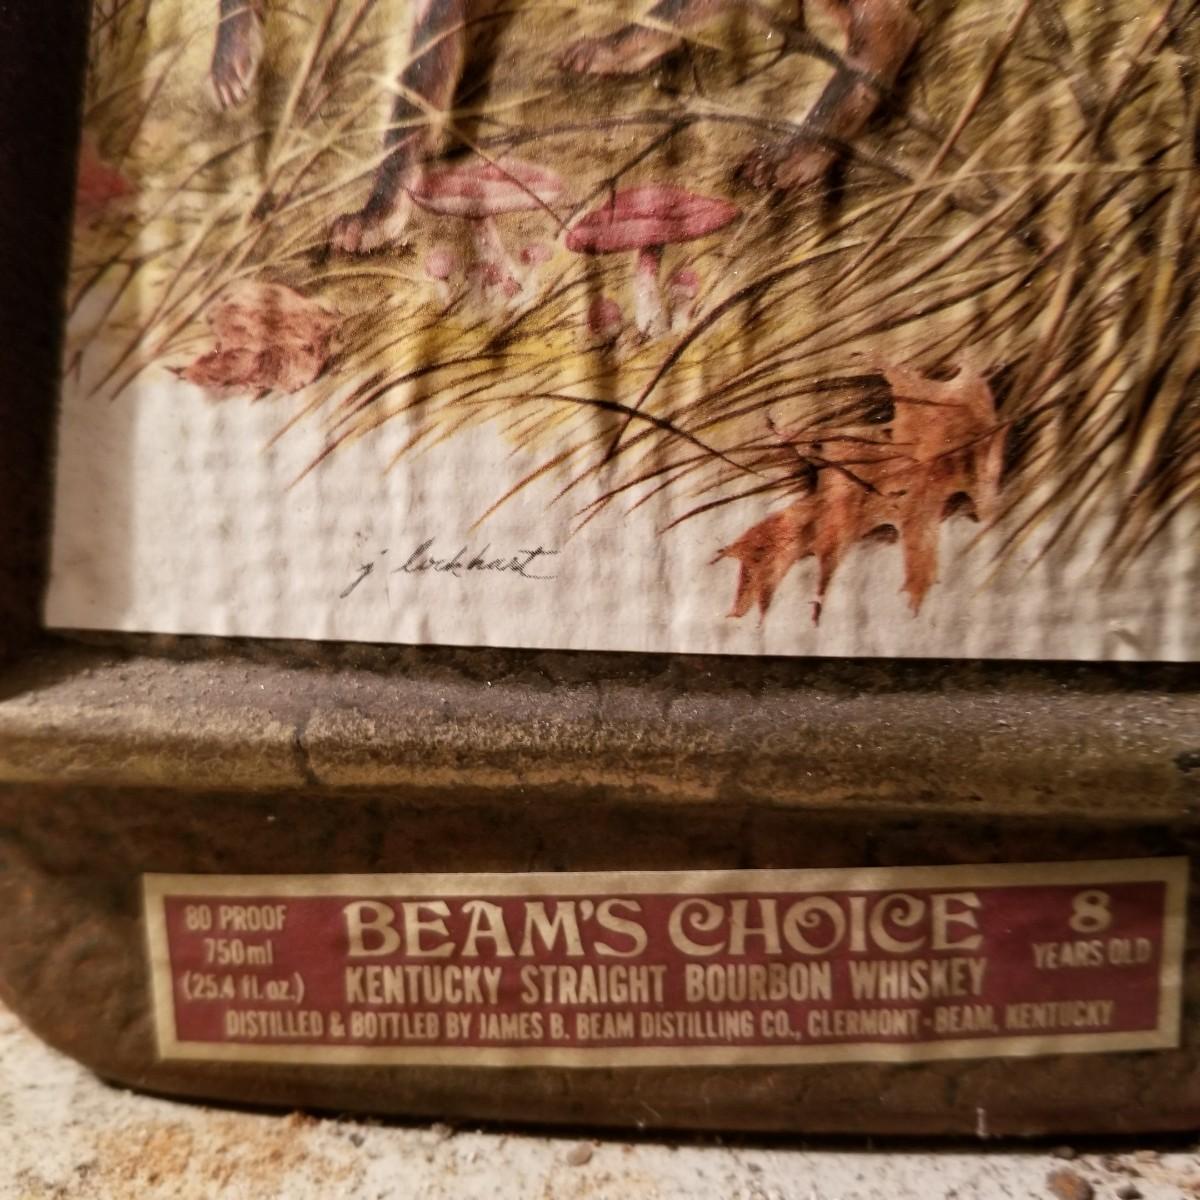 j lockhart
80 PROOF
750ml
(25.4 fl. oz.)
BEAM'S CHOICE
KENTUCKY STRAIGHT BOURBON WHISKEY
8
YEARS OLD
DISTILLED & BOTTLED BY JAMES B. BEAM DISTILLING CO., CLERMONT-BEAM, KENTUCKY